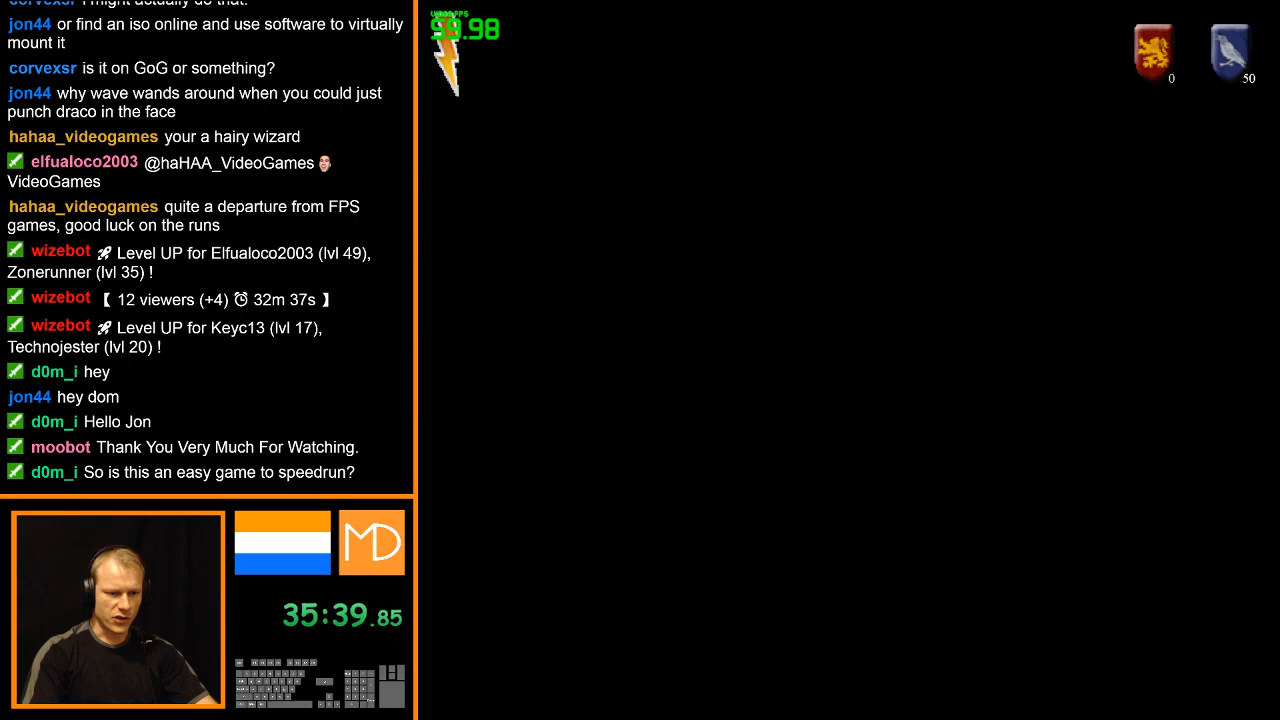 corvexsr I might actually do that.
jon44 or find an iso online and use software to virtually
mount it
corvexsr is it on GoG or something?
jon44 why wave wands around when you could just
punch draco in the face
hahaa_videogames your a hairy wizard
elfualoco2003 @haHAA_VideoGames
VideoGames
hahaa_videogames quite a departure from FPS
games, good luck on the runs
wizebot 🚀 Level UP for Elfualoco2003 (lvl 49),
Zonerunner (lvl 35) !
wizebot 【 12 viewers (+4) ⏰ 32m 37s 】
wizebot 🚀 Level UP for Keyc13 (lvl 17),
Technojester (lvl 20) !
d0m_i hey
jon44 hey dom
d0m_i Hello Jon
moobot Thank You Very Much For Watching.
d0m_i So is this an easy game to speedrun?
MD
35:39.85
59.98
0
50